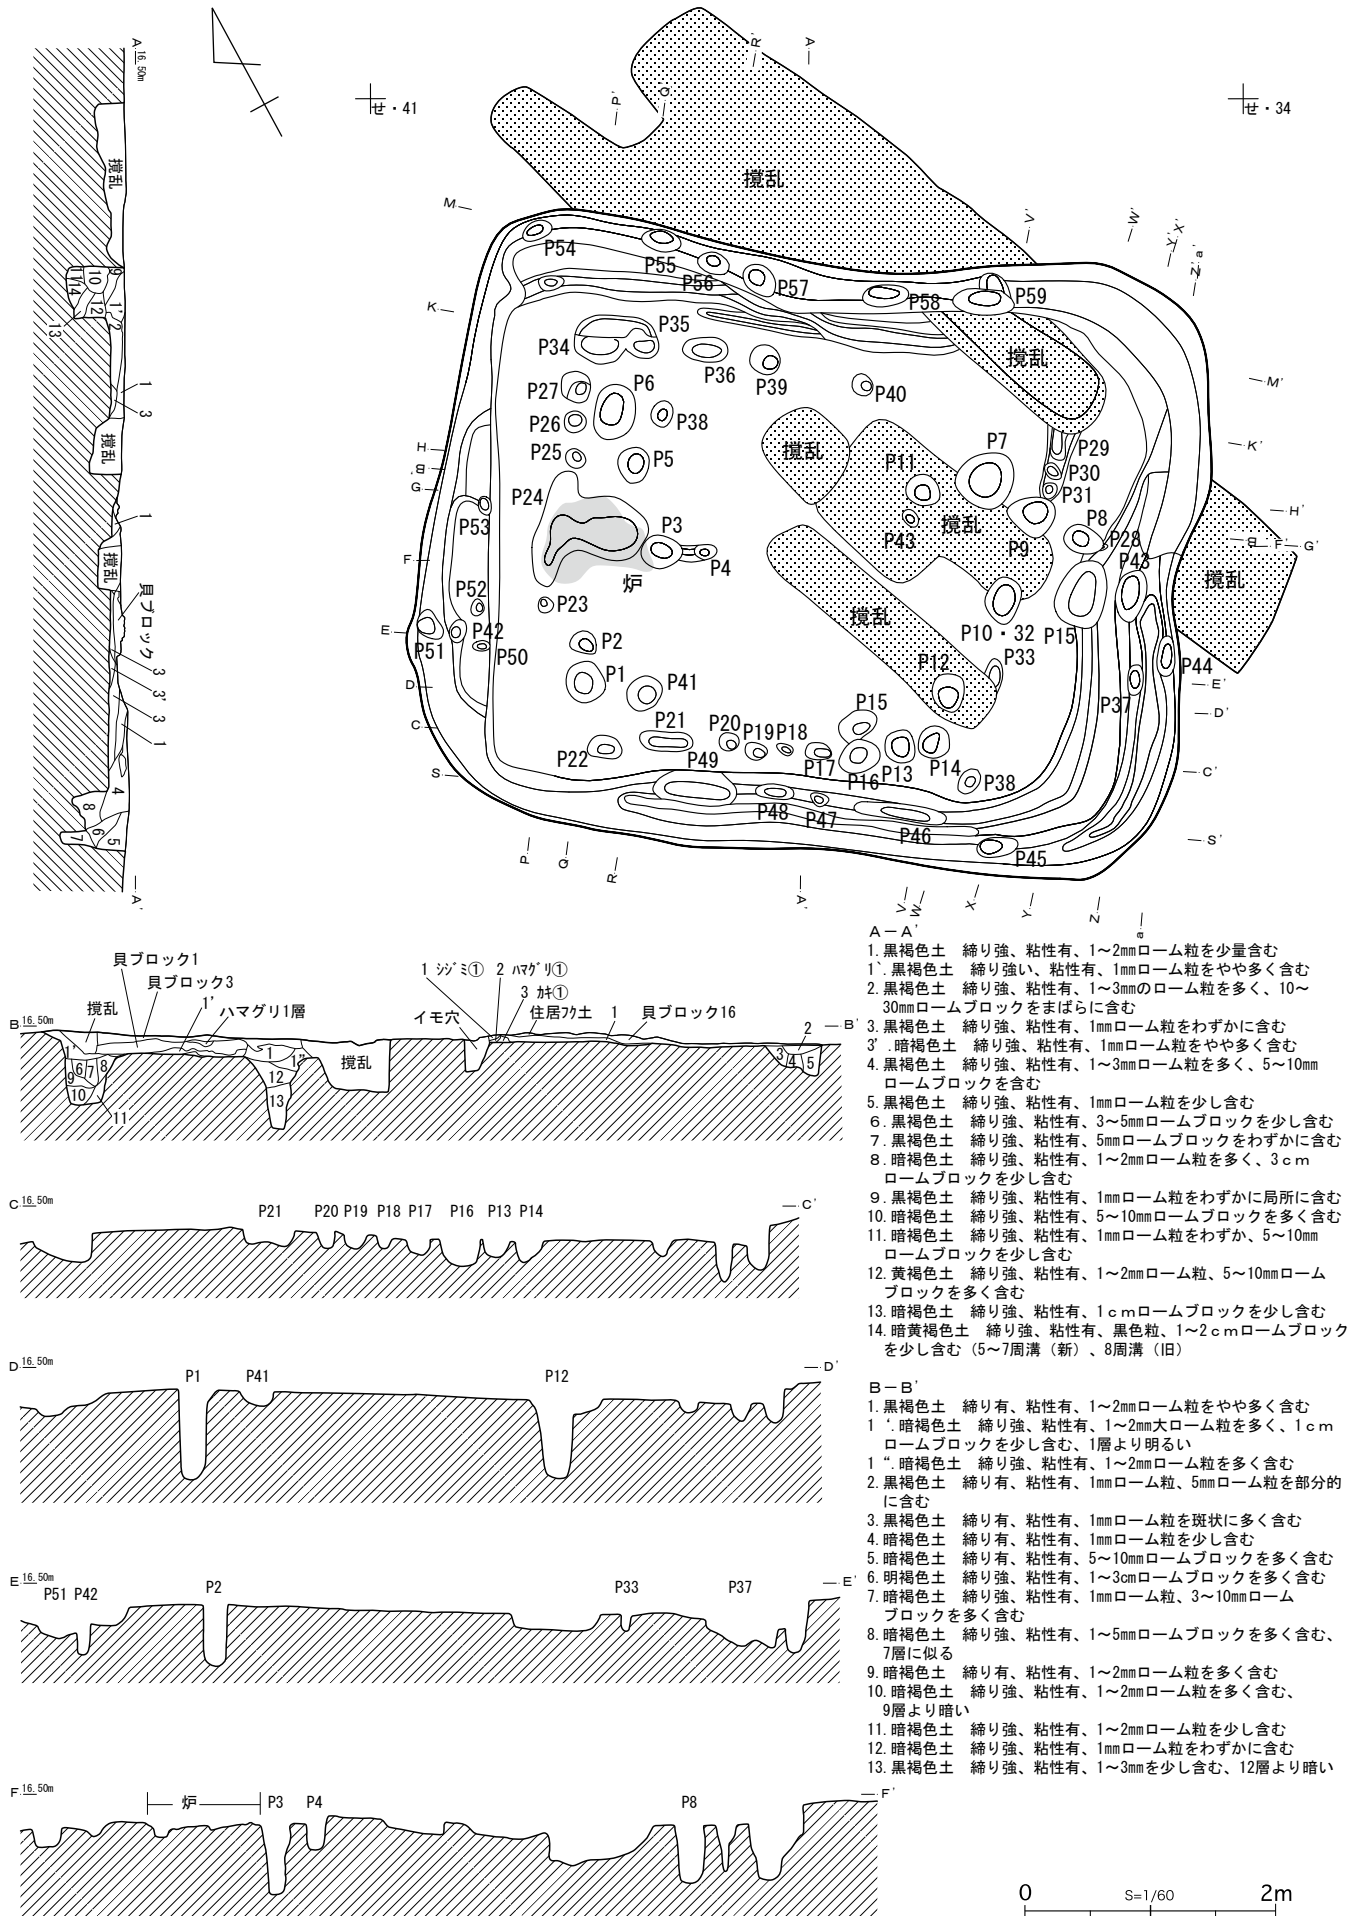 せ・41
せ・34
A 16.50m
R'
A
P'
Q'
撹乱
撹乱
M
V'
W'
X'
Y'
Z'
a'
P54
P55
P56
P57
P58
P59
K
P35
P34
P36
P39
撹乱
M'
P27
P6
P40
P26
P38
H
B'
G
P25
P5
撹乱
P11
P7
P29
K'
P30
P24
P31
P53
P3
P43
撹乱
P9
P8
H'
F
P4
P28
B
F'
G'
炉
P43
撹乱
撹乱
P52
P23
E
P42
P51
P50
P2
P10・32
P15
P33
P44
D
P1
P41
P12
P37
E'
D'
C
P15
P22
P21
P20
P19
P18
P17
P16
P13
P14
S
P49
P38
C'
P48
P47
P46
P45
S'
P
Q
R
A'
V
W
X
Y
Z
a
撹乱
11
14
10
9
13
12
1'
2
1
3
撹乱
1
撹乱
貝ブロック
3
3'
3
1
4
8
7
6
5
A'
貝ブロック1
貝ブロック3
1'
ハマグリ1層
撹乱
1 シジミ①
2 ハマグリ①
3 カキ①
イモ穴
住居フク土
1
貝ブロック16
B 16.50m
B'
2
1'
6
7
8
9
10
11
1
1"
12
13
撹乱
3
4
5
C 16.50m
P21 P20 P19 P18 P17 P16 P13 P14
C'
D 16.50m
P1 P41 P12
D'
E 16.50m
P51 P42 P2 P33 P37
E'
F 16.50m
炉 P3 P4 P8
F'
A－A'
1.黒褐色土　締り強、粘性有、1～2mmローム粒を少量含む
1`.黒褐色土　締り強い、粘性有、1mmローム粒をやや多く含む
2.黒褐色土　締り強、粘性有、1～3mmのローム粒を多く、10～
30mmロームブロックをまばらに含む
3.黒褐色土　締り強、粘性有、1mmローム粒をわずかに含む
3'.暗褐色土　締り強、粘性有、1mmローム粒をやや多く含む
4.黒褐色土　締り強、粘性有、1～3mmローム粒を多く、5～10mm
ロームブロックを含む
5.黒褐色土　締り強、粘性有、1mmローム粒を少し含む
６.黒褐色土　締り強、粘性有、3～5mmロームブロックを少し含む
７.黒褐色土　締り強、粘性有、5mmロームブロックをわずかに含む
８.暗褐色土　締り強、粘性有、1～2mmローム粒を多く、3ｃｍ
ロームブロックを少し含む
９.黒褐色土　締り強、粘性有、1mmローム粒をわずかに局所に含む
10.暗褐色土　締り強、粘性有、5～10mmロームブロックを多く含む
11.暗褐色土　締り強、粘性有、1mmローム粒をわずか、5～10mm
ロームブロックを少し含む
12.黄褐色土　締り強、粘性有、1～2mmローム粒、5～10mmローム
ブロックを多く含む
13.暗褐色土　締り強、粘性有、1ｃｍロームブロックを少し含む
14.暗黄褐色土　締り強、粘性有、黒色粒、1～2ｃｍロームブロック
を少し含む（5～7周溝（新）、8周溝（旧）
B－B'
1.黒褐色土　締り有、粘性有、1～2mmローム粒をやや多く含む
1 ‘.暗褐色土　締り強、粘性有、1～2mm大ローム粒を多く、1ｃｍ
ロームブロックを少し含む、1層より明るい
1 “.暗褐色土　締り強、粘性有、1～2mmローム粒を多く含む
2.黒褐色土　締り有、粘性有、1mmローム粒、5mmローム粒を部分的
に含む
3.黒褐色土　締り有、粘性有、1mmローム粒を斑状に多く含む
4.暗褐色土　締り有、粘性有、1mmローム粒を少し含む
5.暗褐色土　締り有、粘性有、5～10mmロームブロックを多く含む
6.明褐色土　締り強、粘性有、1～3cmロームブロックを多く含む
7.暗褐色土　締り強、粘性有、1mmローム粒、3～10mmローム
ブロックを多く含む
8.暗褐色土　締り強、粘性有、1～5mmロームブロックを多く含む、
7層に似る
9.暗褐色土　締り有、粘性有、1～2mmローム粒を多く含む
10.暗褐色土　締り強、粘性有、1～2mmローム粒を多く含む、
9層より暗い
11.暗褐色土　締り強、粘性有、1～2mmローム粒を少し含む
12.暗褐色土　締り強、粘性有、1mmローム粒をわずかに含む
13.黒褐色土　締り強、粘性有、1～3mmを少し含む、12層より暗い
0
S=1/60
2m